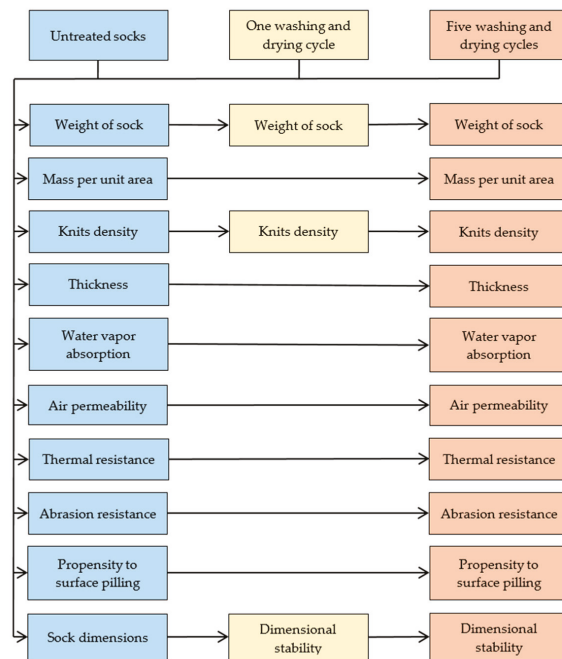 Untreated socks
One washing and
drying cycle
Five washing and
drying cycles
Weight of sock
Weight of sock
Weight of sock
Mass per unit area
Mass per unit area
Knits density
Knits density
Knits density
Thickness
Thickness
Water vapor
absorption
Water vapor
absorption
Air permeability
Air permeability
Thermal resistance
Thermal resistance
Abrasion resistance
Abrasion resistance
Propensity to
surface pilling
Propensity to
surface pilling
Sock dimensions
Dimensional
stability
Dimensional
stability